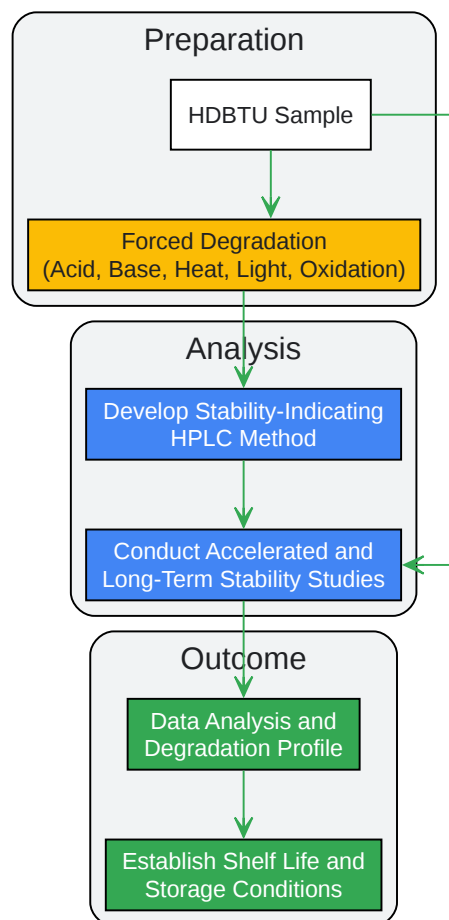 Preparation
HDBTU Sample
Forced Degradation
(Acid, Base, Heat, Light, Oxidation)
Analysis
Develop Stability-Indicating
HPLC Method
Conduct Accelerated and
Long-Term Stability Studies
Outcome
Data Analysis and
Degradation Profile
Establish Shelf Life and
Storage Conditions